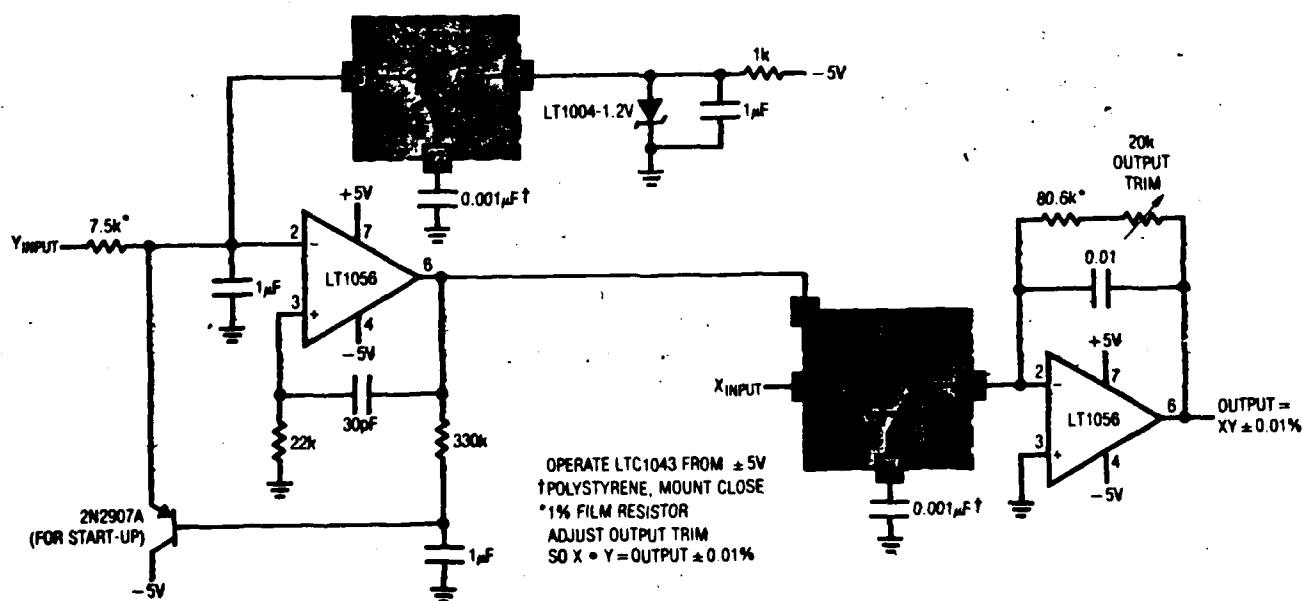 1k
−5V
LT1004-1.2V
1µF
0.001µF †
20k
OUTPUT
TRIM
80.6k*
0.01
+5V
7.5k*
YINPUT
2
−
7
LT1056
6
1µF
3
+
4
−5V
30pF
22k
330k
XINPUT
+5V
2
−
7
LT1056
6
3
+
4
−5V
OUTPUT =
XY ± 0.01%
0.001µF †
OPERATE LTC1043 FROM ± 5V
†POLYSTYRENE, MOUNT CLOSE
*1% FILM RESISTOR
ADJUST OUTPUT TRIM
SO X • Y = OUTPUT ± 0.01%
2N2907A
(FOR START-UP)
−5V
1µF